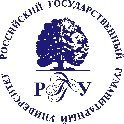 РОССИЙСКИЙ ГОСУДАРСТВЕННЫЙ ГУМАНИТАРНЫЙ УНИВЕРСИТЕТ
РГГУ